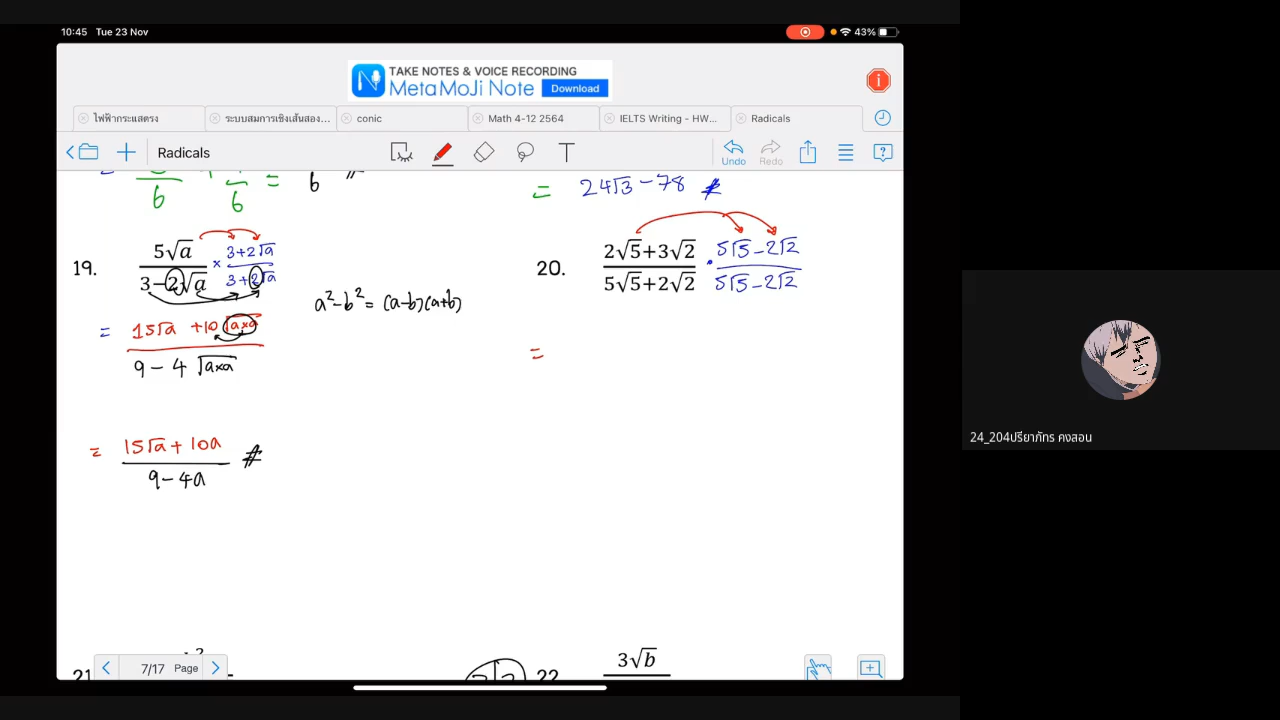 10:45 Tue 23 Nov
43%
TAKE NOTES & VOICE RECORDING
MetaMoJi Note Download
ไฟฟ้ากระแสตรง
ระบบสมการเชิงเส้นสอง...
conic
Math 4-12 2564
IELTS Writing - HW...
Radicals
Radicals
T
Undo
Redo
6
6
=
6
= 24√3 - 78
19.
5√a / 3-2√a × 3+2√a / 3+2√a
= 15√a + 10√a×a / 9 - 4√a×a
a² - b² = (a-b)(a+b)
= 15√a + 10a / 9 - 4a #
20.
2√5+3√2 / 5√5+2√2 · 5√5 - 2√2 / 5√5 - 2√2
=
21
7/17 Page
22
3√b
24_204ปรียาภัทร คงสอน